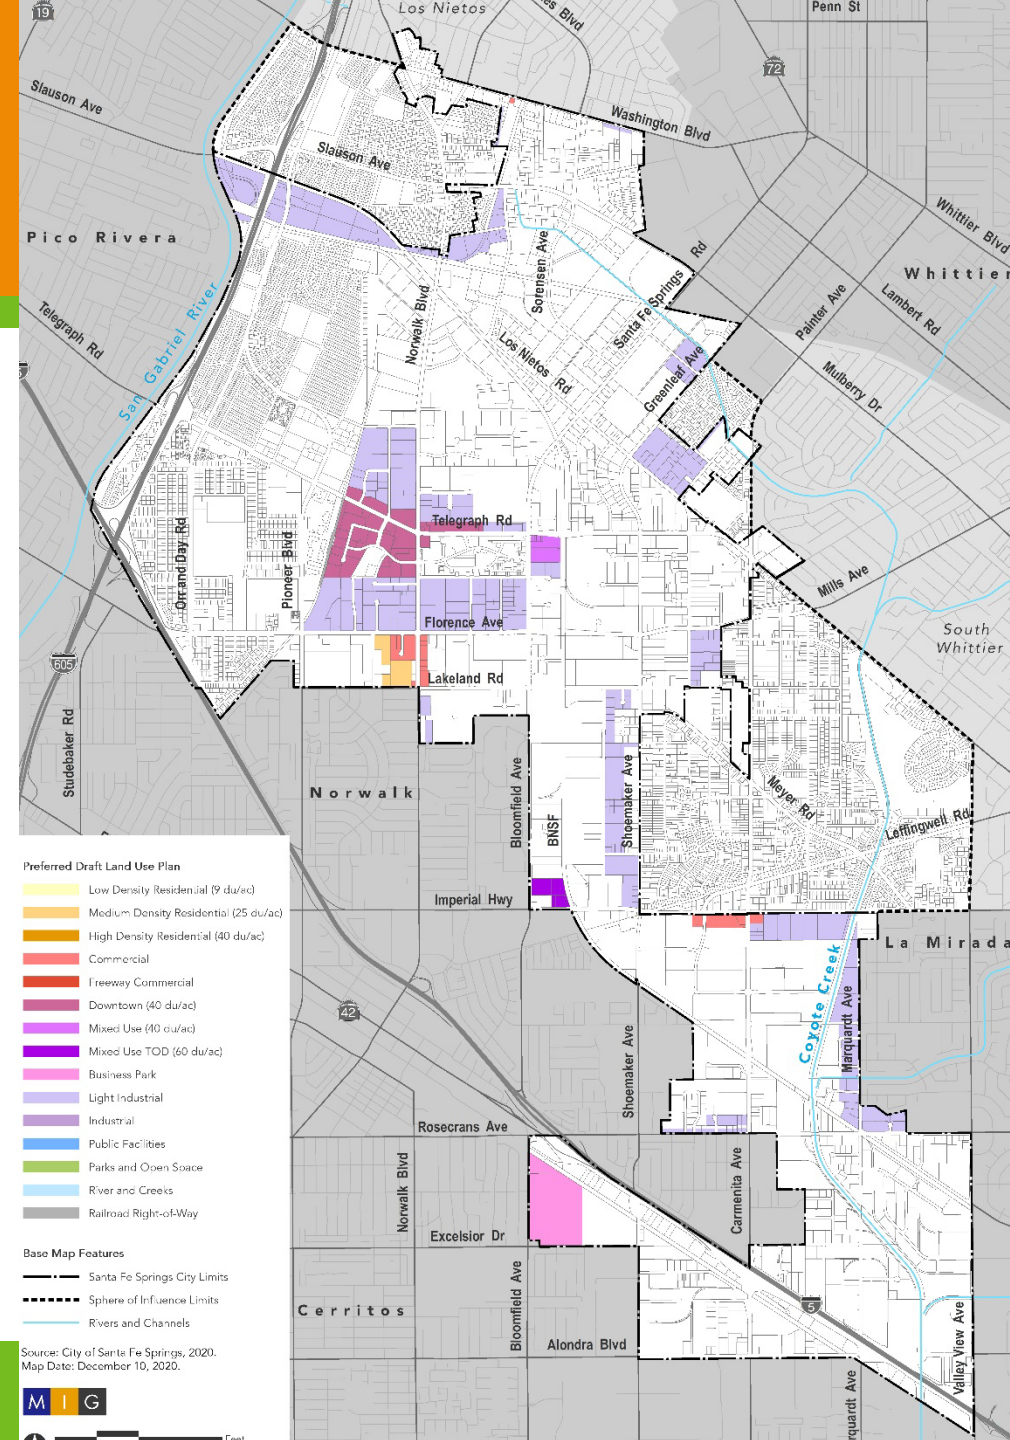 19
Los Nietos
es Blvd
Penn St
72
Slauson Ave
Washington Blvd
Slauson Ave
Whittier Blvd
Pico Rivera
Sorensen Ave
Rd
Whittier
Santa Fe Springs
Painter Ave
Lambert Rd
San Gabriel River
Telegraph Rd
Norwalk Blvd
Los Nietos Rd
Greenleaf Ave
Mulberry Dr
5
Telegraph Rd
Orr and Day Rd
Pioneer Blvd
Mills Ave
Florence Ave
South
Whittier
605
Lakeland Rd
Studebaker Rd
Norwalk
Bloomfield Ave
BNSF
Shoemaker Ave
Meyer Rd
Leffingwell Rd
Imperial Hwy
La Mirada
Coyote Creek
Marquardt Ave
42
Shoemaker Ave
Rosecrans Ave
Norwalk Blvd
Carmenita Ave
Excelsior Dr
Cerritos
Bloomfield Ave
5
Alondra Blvd
Valley View Ave
rquardt Ave
Preferred Draft Land Use Plan
Low Density Residential (9 du/ac)
Medium Density Residential (25 du/ac)
High Density Residential (40 du/ac)
Commercial
Freeway Commercial
Downtown (40 du/ac)
Mixed Use (40 du/ac)
Mixed Use TOD (60 du/ac)
Business Park
Light Industrial
Industrial
Public Facilities
Parks and Open Space
River and Creeks
Railroad Right-of-Way
Base Map Features
Santa Fe Springs City Limits
Sphere of Influence Limits
Rivers and Channels
Source: City of Santa Fe Springs, 2020.
Map Date: December 10, 2020.
M I G
Feet